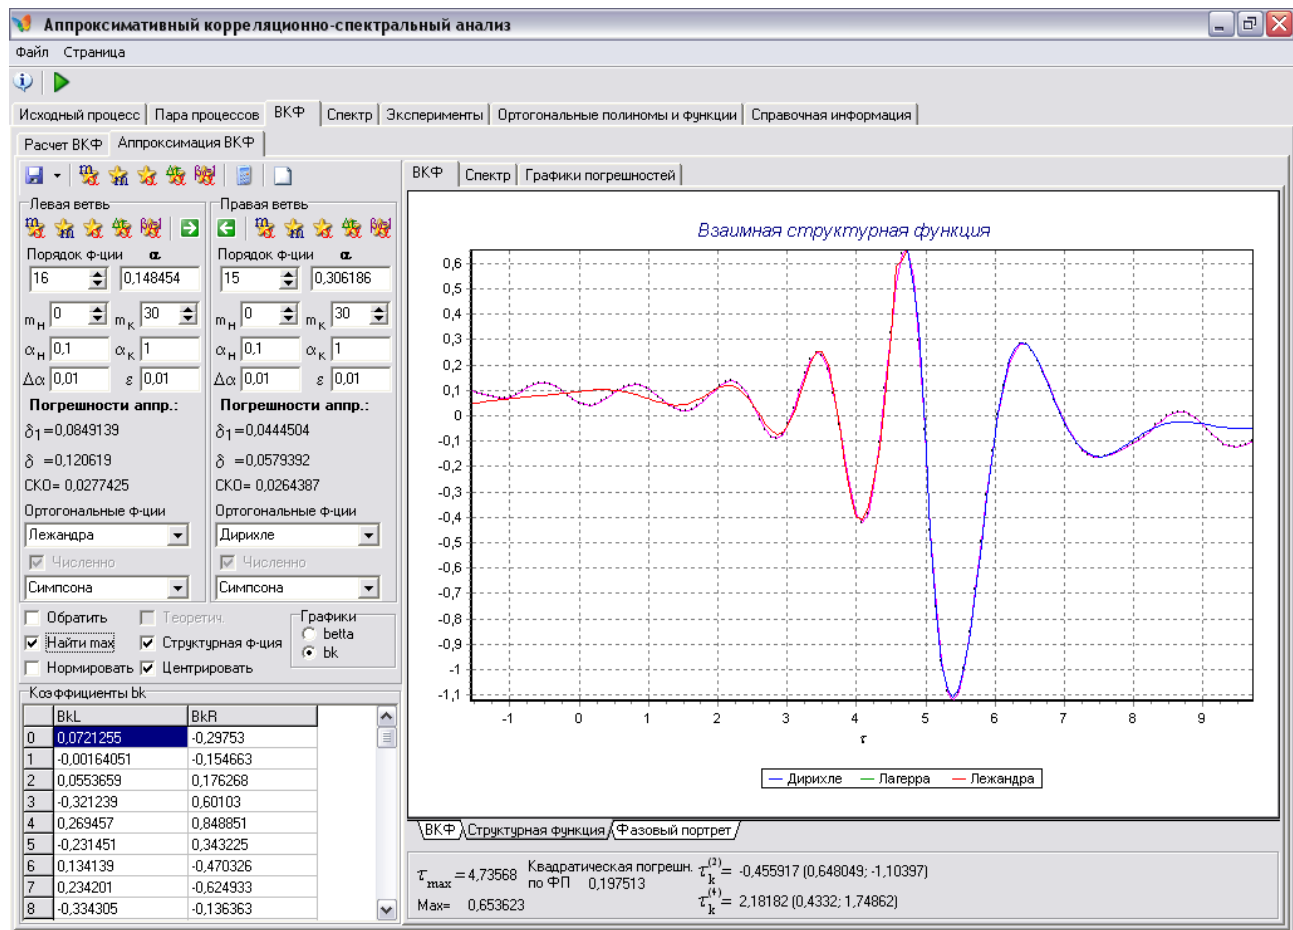 Аппроксимативный корреляционно-спектральный анализ
Файл Страница
Исходный процесс Пара процессов ВКФ Спектр Эксперименты Ортогональные полиномы и функции Справочная информация
Расчет ВКФ Аппроксимация ВКФ
Левая ветвь
Порядок ф-ции α
16 0,148454
mН 0 mК 30
αН 0,1 αК 1
Δα 0,01 ε 0,01
Погрешности аппр.:
δ1=0,0849139
δ =0,120619
СКО= 0,0277425
Ортогональные ф-ции
Лежандра
Численно
Симпсона
Правая ветвь
Порядок ф-ции α
15 0,306186
mН 0 mК 30
αН 0,1 αК 1
Δα 0,01 ε 0,01
Погрешности аппр.:
δ1=0,0444504
δ =0,0579392
СКО= 0,0264387
Ортогональные ф-ции
Дирихле
Численно
Симпсона
Обратить Теоретич.
Найти max Структурная ф-ция
Нормировать Центрировать
Графики
betta
bk
Коэффициенты bk
BkL BkR
0 0,0721255 -0,29753
1 -0,00164051 -0,154663
2 0,0553659 0,176268
3 -0,321239 0,60103
4 0,269457 0,848851
5 -0,231451 0,343225
6 0,134139 -0,470326
7 0,234201 -0,624933
8 -0,334305 -0,136363
ВКФ Спектр Графики погрешностей
Взаимная структурная функция
0,6
0,5
0,4
0,3
0,2
0,1
0
-0,1
-0,2
-0,3
-0,4
-0,5
-0,6
-0,7
-0,8
-0,9
-1
-1,1
-1 0 1 2 3 4 5 6 7 8 9
τ
Дирихле Лагерра Лежандра
ВКФ Структурная функция Фазовый портрет
τmax = 4,73568
Max= 0,653623
Квадратическая погрешн.
по ФП 0,197513
τk(2)= -0,455917 (0,648049; -1,10397)
τk(4)= 2,18182 (0,4332; 1,74862)